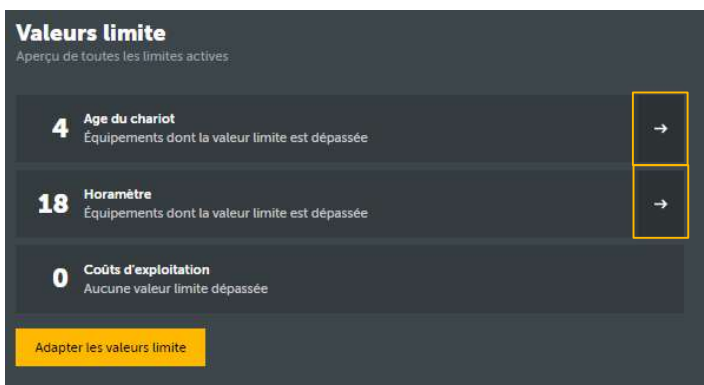 Valeurs limite
Aperçu de toutes les limites actives
4 Age du chariot
Équipements dont la valeur limite est dépassée
→
18 Horamètre
Équipements dont la valeur limite est dépassée
→
0 Coûts d'exploitation
Aucune valeur limite dépassée
Adapter les valeurs limite